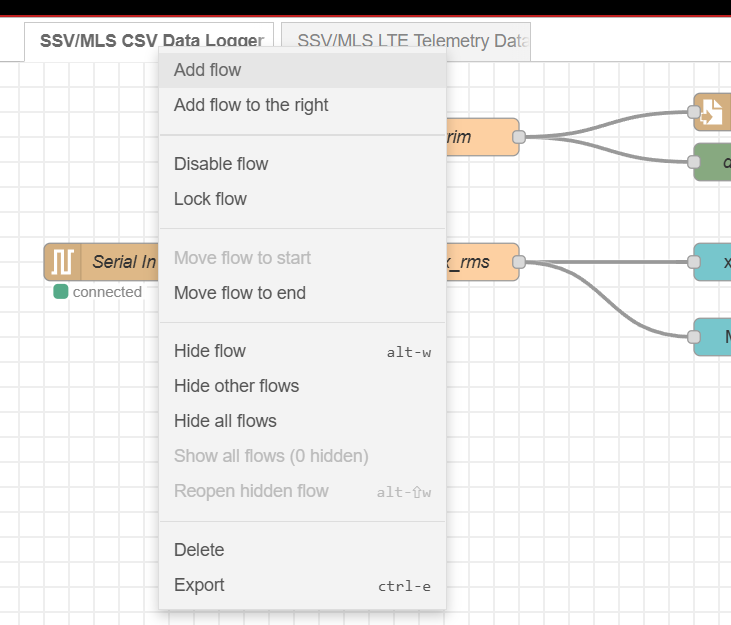 SSV/MLS CSV Data Logger
SSV/MLS LTE Telemetry Data
Add flow
Add flow to the right
Disable flow
Lock flow
Move flow to start
Move flow to end
Hide flow alt-w
Hide other flows
Hide all flows
Show all flows (0 hidden)
Reopen hidden flow alt-⇧w
Delete
Export ctrl-e
rim
Serial In
connected
x_rms
x